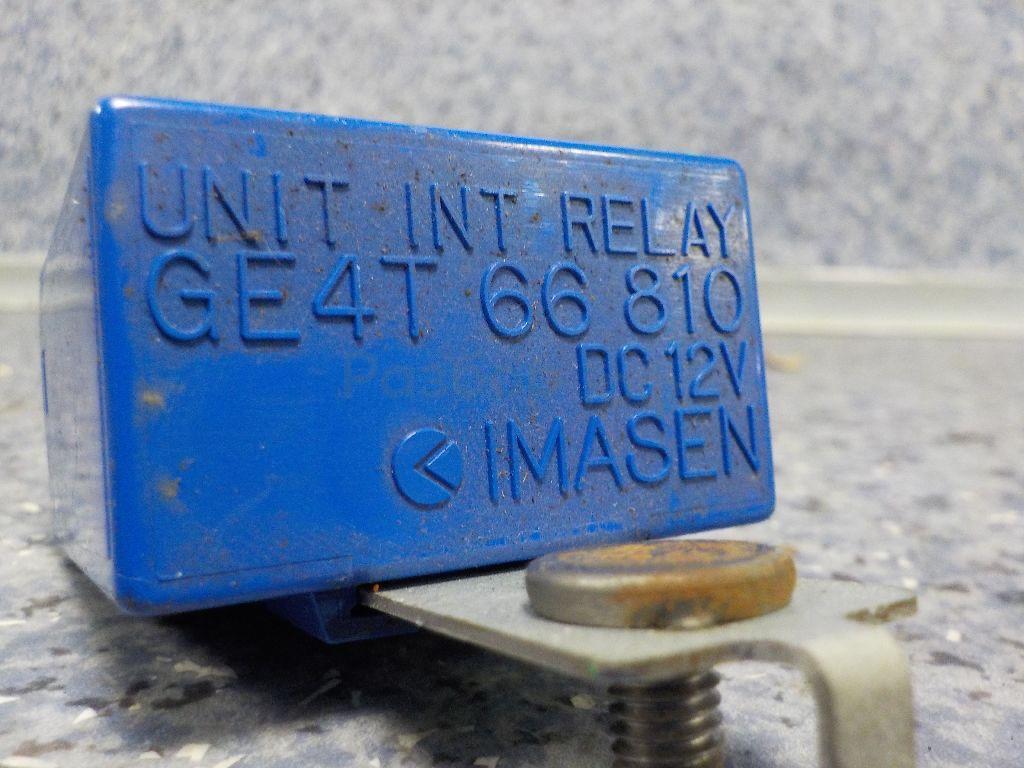 UNIT INT RELAY
GE4T 66 810
DC 12V
IMASEN